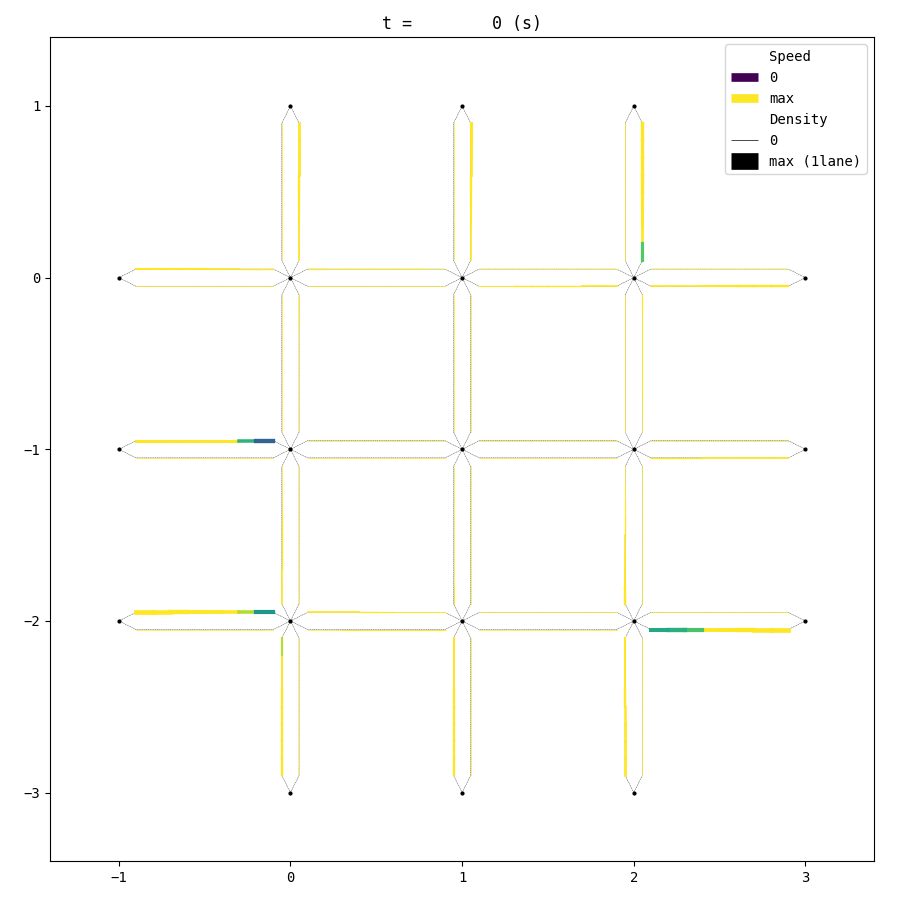 t =        0 (s)
Speed
0
max
Density
0
max (1lane)
1
0
−1
−2
−3
−1 0 1 2 3